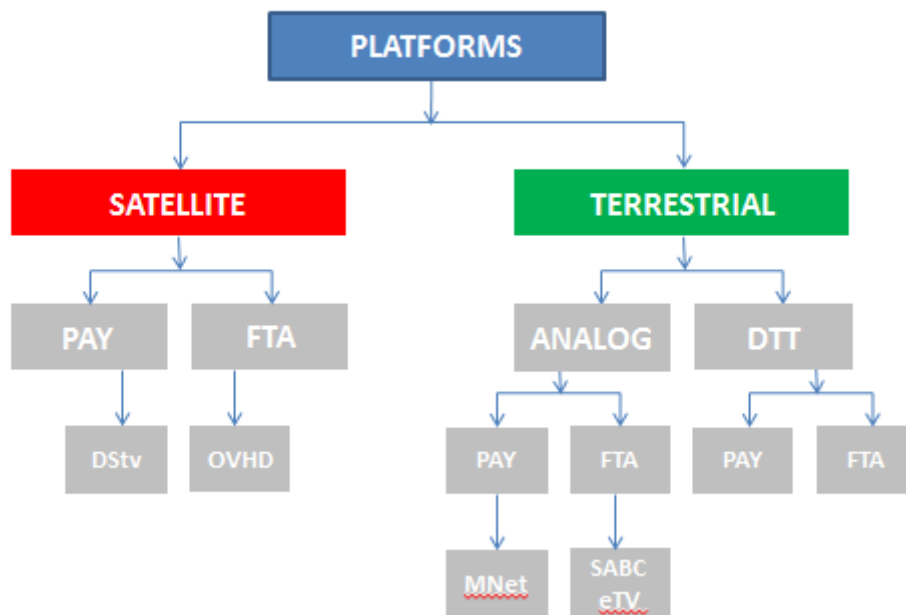 PLATFORMS
SATELLITE
TERRESTRIAL
PAY
FTA
ANALOG
DTT
DStv
OVHD
PAY
FTA
PAY
FTA
MNet
SABC
eTV